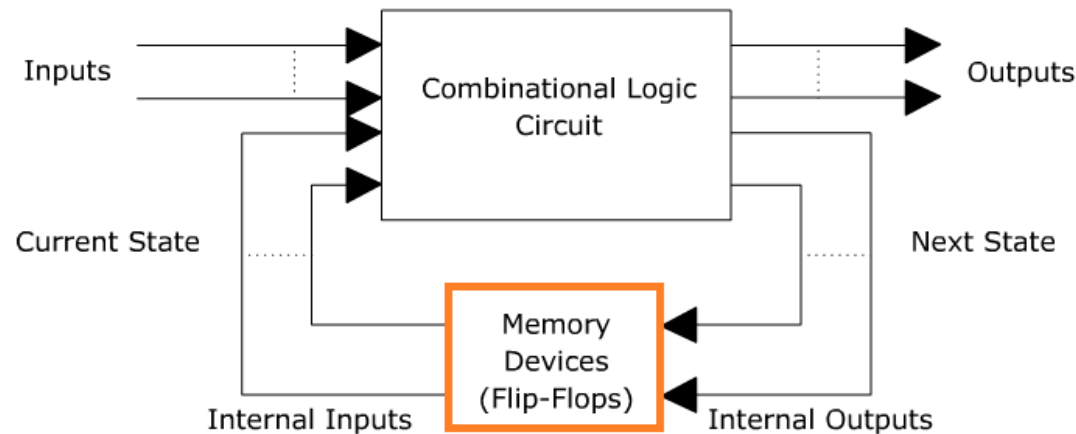 Inputs
Combinational Logic
Circuit
Outputs
Current State
Next State
Memory
Devices
(Flip-Flops)
Internal Inputs
Internal Outputs